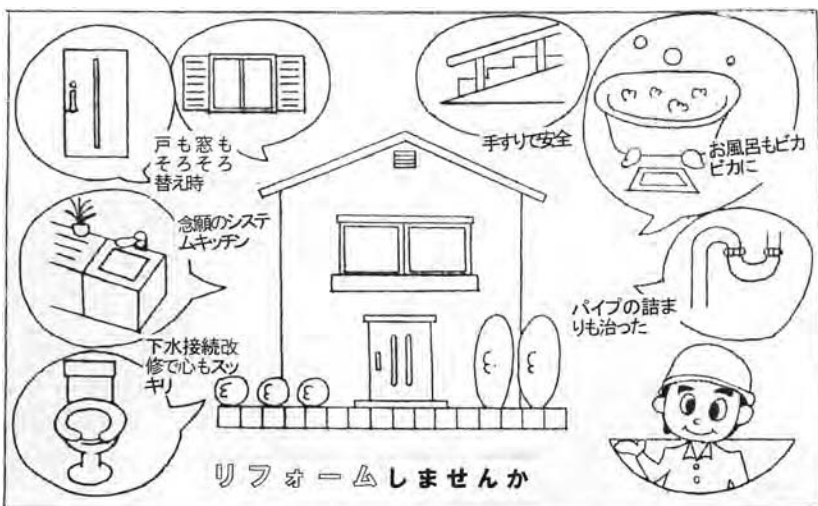 戸も窓も
そろそろ
替え時
手すりで安全
お風呂もピカ
ピカに
念願のシステ
ムキッチン
パイプの詰ま
りも治った
下水接続改
修で心もスッ
キリ
リフォームしませんか